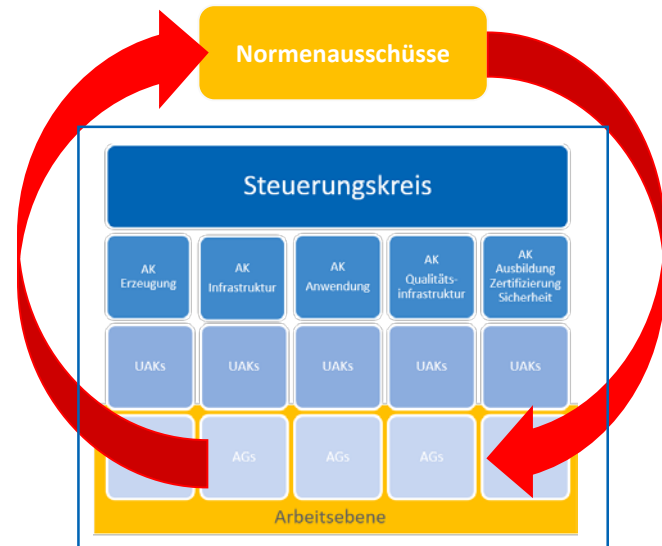 Normenausschüsse
Steuerungskreis
AK
Erzeugung
AK
Infrastruktur
AK
Anwendung
AK
Qualitäts-
infrastruktur
AK
Ausbildung
Zertifizierung
Sicherheit
UAKs
UAKs
UAKs
UAKs
UAKs
AGs
AGs
AGs
Arbeitsebene